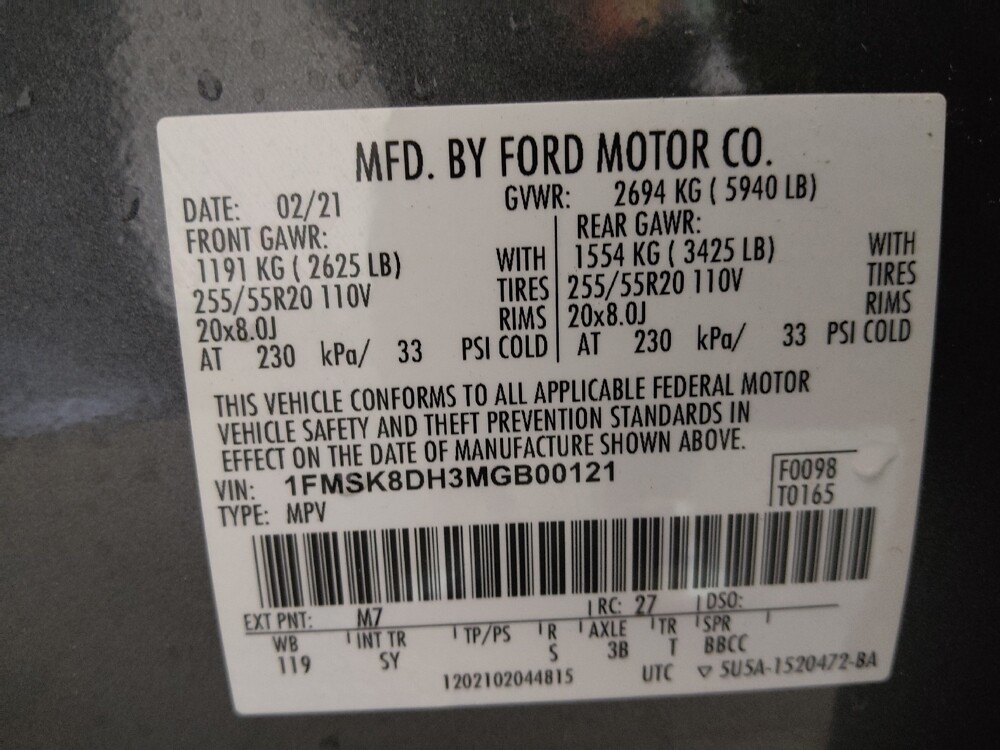 MFD. BY FORD MOTOR CO.
DATE: 02/21 GVWR: 2694 KG ( 5940 LB)
FRONT GAWR: REAR GAWR:
1191 KG ( 2625 LB) WITH 1554 KG ( 3425 LB) WITH
255/55R20 110V TIRES 255/55R20 110V TIRES
20x8.0J RIMS 20x8.0J RIMS
AT 230 kPa/ 33 PSI COLD AT 230 kPa/ 33 PSI COLD
THIS VEHICLE CONFORMS TO ALL APPLICABLE FEDERAL MOTOR
VEHICLE SAFETY AND THEFT PREVENTION STANDARDS IN
EFFECT ON THE DATE OF MANUFACTURE SHOWN ABOVE.
VIN: 1FMSK8DH3MGB00121 F0098
TYPE: MPV T0165
EXT PNT: M7 RC: 27 DSO:
WB INT TR TP/PS R AXLE TR SPR
119 SY S 3B T BBCC
1202102044815 UTC ▽ 5U5A-1520472-BA